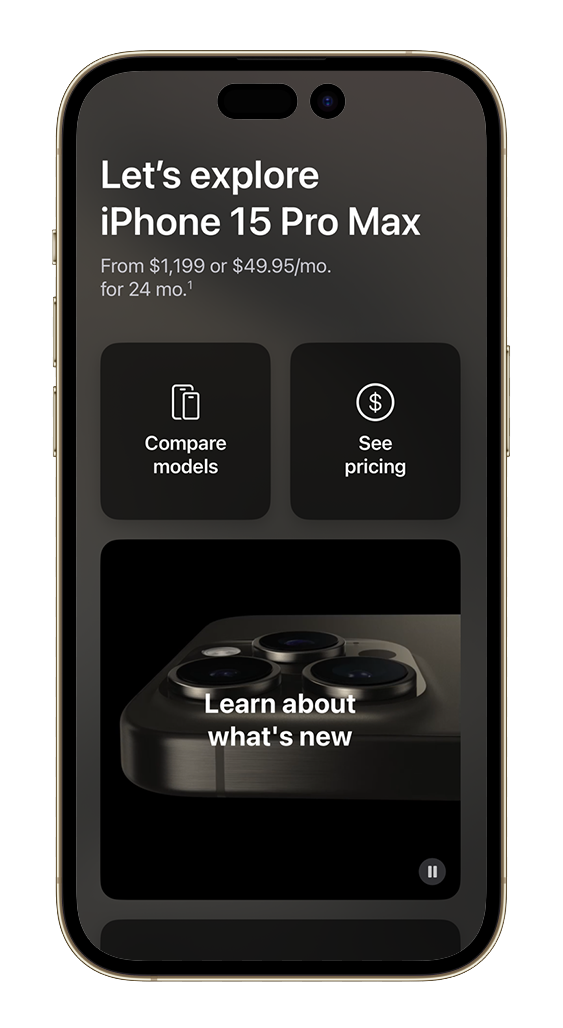 Let’s explore
iPhone 15 Pro Max
From $1,199 or $49.95/mo.
for 24 mo.¹
Compare
models
See
pricing
Learn about
what's new